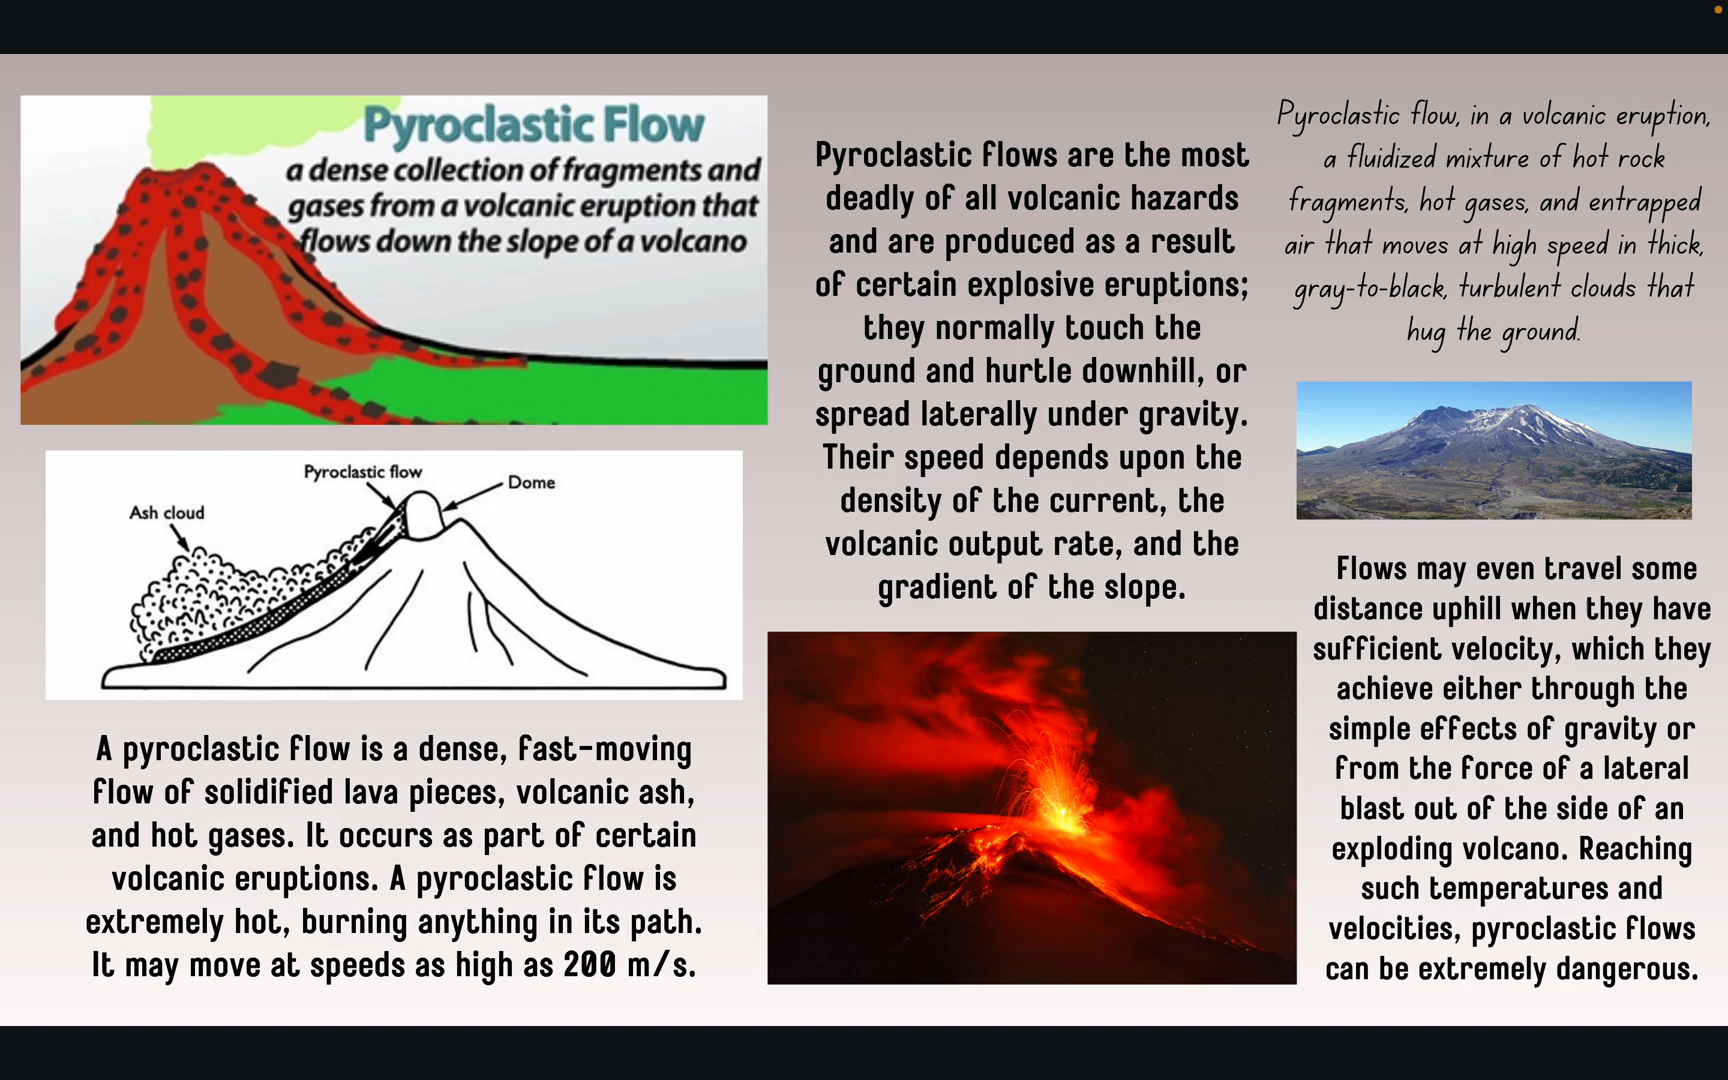 Pyroclastic Flow
a dense collection of fragments and
gases from a volcanic eruption that
flows down the slope of a volcano
Pyroclastic flow
Dome
Ash cloud
A pyroclastic flow is a dense, fast-moving
flow of solidified lava pieces, volcanic ash,
and hot gases. It occurs as part of certain
volcanic eruptions. A pyroclastic flow is
extremely hot, burning anything in its path.
It may move at speeds as high as 200 m/s.
Pyroclastic flows are the most
deadly of all volcanic hazards
and are produced as a result
of certain explosive eruptions;
they normally touch the
ground and hurtle downhill, or
spread laterally under gravity.
Their speed depends upon the
density of the current, the
volcanic output rate, and the
gradient of the slope.
Pyroclastic flow, in a volcanic eruption,
a fluidized mixture of hot rock
fragments, hot gases, and entrapped
air that moves at high speed in thick,
gray-to-black, turbulent clouds that
hug the ground.
Flows may even travel some
distance uphill when they have
sufficient velocity, which they
achieve either through the
simple effects of gravity or
from the force of a lateral
blast out of the side of an
exploding volcano. Reaching
such temperatures and
velocities, pyroclastic flows
can be extremely dangerous.